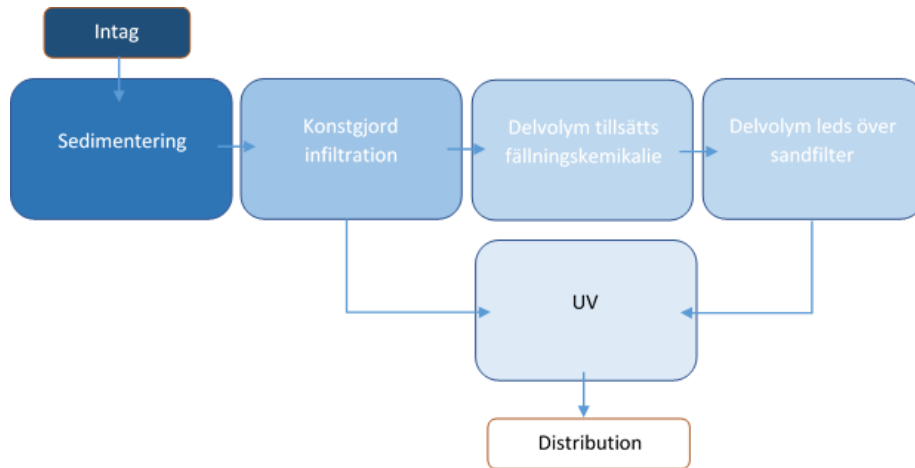 Intag
Sedimentering
Konstgjord
infiltration
Delvolym tillsätts
fällningskemikalie
Delvolym leds över
sandfilter
UV
Distribution